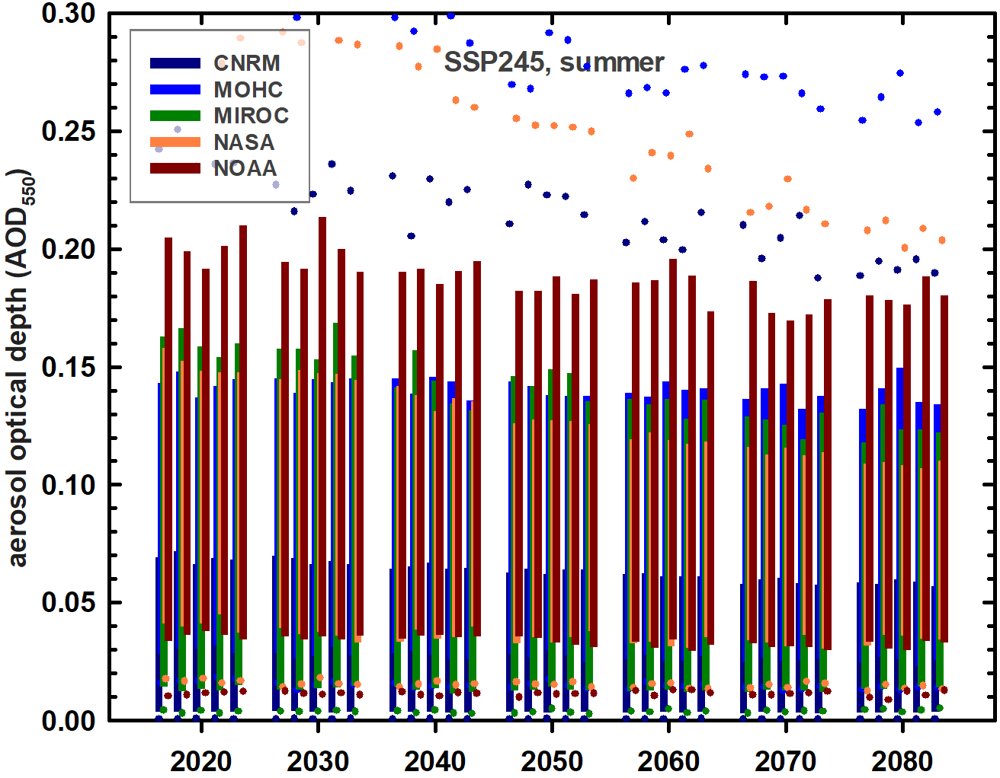 0.30
0.25
0.20
0.15
0.10
0.05
0.00
aerosol optical depth (AOD550)
CNRM
MOHC
MIROC
NASA
NOAA
SSP245, summer
2020 2030 2040 2050 2060 2070 2080